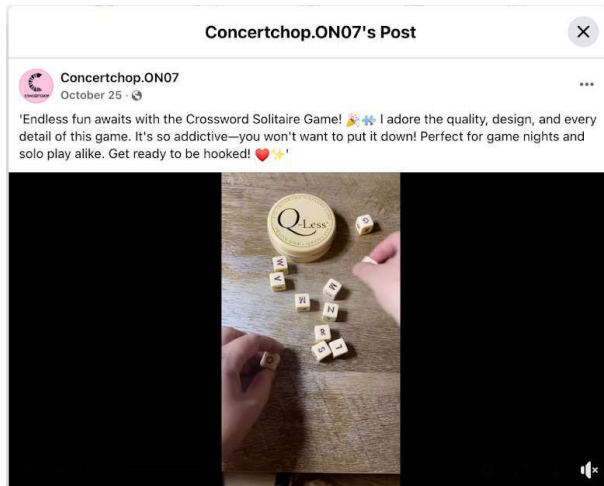 Concertchop.ON07's Post
Concertchop.ON07
October 25
'Endless fun awaits with the Crossword Solitaire Game! 🎉🧩 I adore the quality, design, and every
detail of this game. It's so addictive—you won't want to put it down! Perfect for game nights and
solo play alike. Get ready to be hooked! ❤️✨'
Q-Less
G
W
V
M
M
Z
R
S
L
O